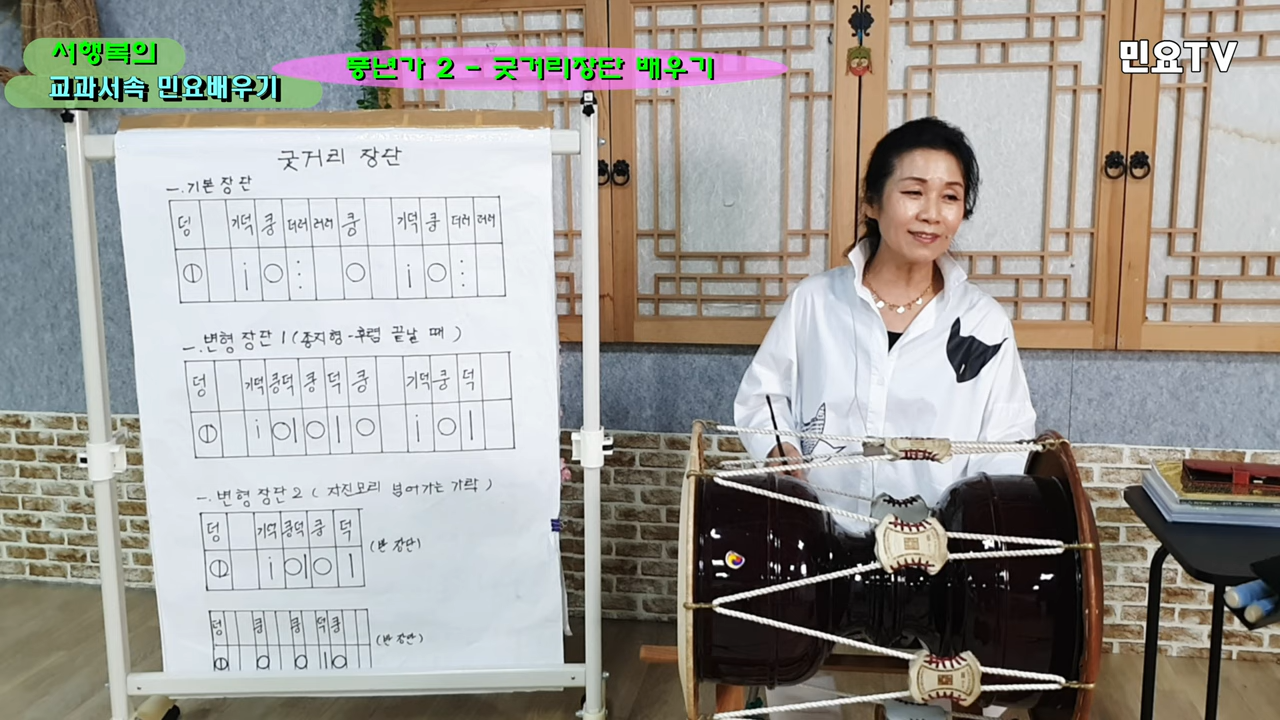 서행복의
교과서속 민요배우기
풍년가 2 - 굿거리장단 배우기
민요TV
굿거리 장단
一. 기본 장단
덩 기덕 쿵 더러 러러 쿵 기덕 쿵 더러 러러
一. 변형 장단 1 (종지형 - 후렴 끝날 때)
덩 기덕 쿵덕 쿵 덕 쿵 기덕 쿵 덕
一. 변형 장단 2 (자진모리 넘어가는 가락)
덩 기덕 쿵덕 쿵 덕
(반 장단)
덩 쿵 쿵 덕 쿵
(반 장단)